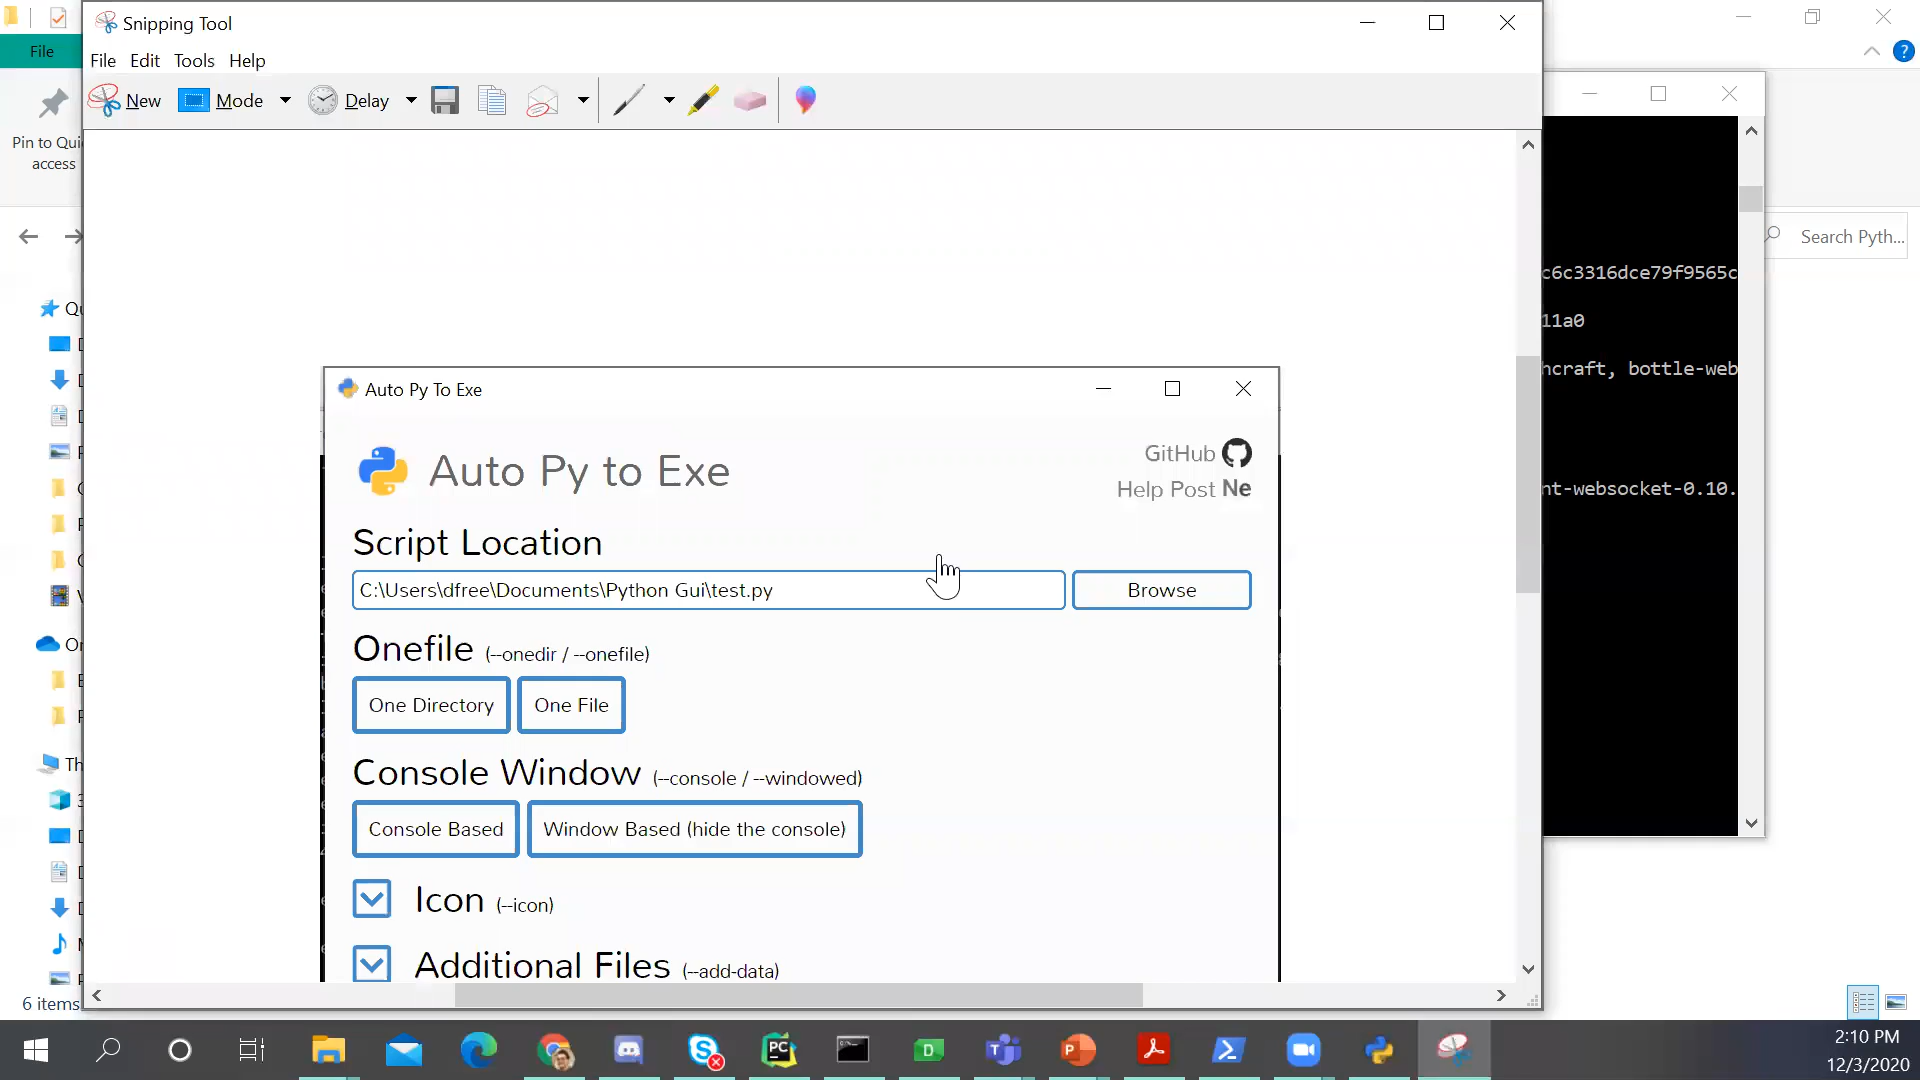 File
Pin to Qui
access
Search Pyth...
Qu
On
Th
6 items
Snipping Tool
File Edit Tools Help
New Mode Delay
Auto Py To Exe
Auto Py to Exe
GitHub
Help Post Ne
Script Location
C:\Users\dfree\Documents\Python Gui\test.py
Browse
Onefile (--onedir / --onefile)
One Directory One File
Console Window (--console / --windowed)
Console Based Window Based (hide the console)
Icon (--icon)
Additional Files (--add-data)
c6c3316dce79f9565c
11a0
hcraft, bottle-web
nt-websocket-0.10.
PC
D
2:10 PM
12/3/2020